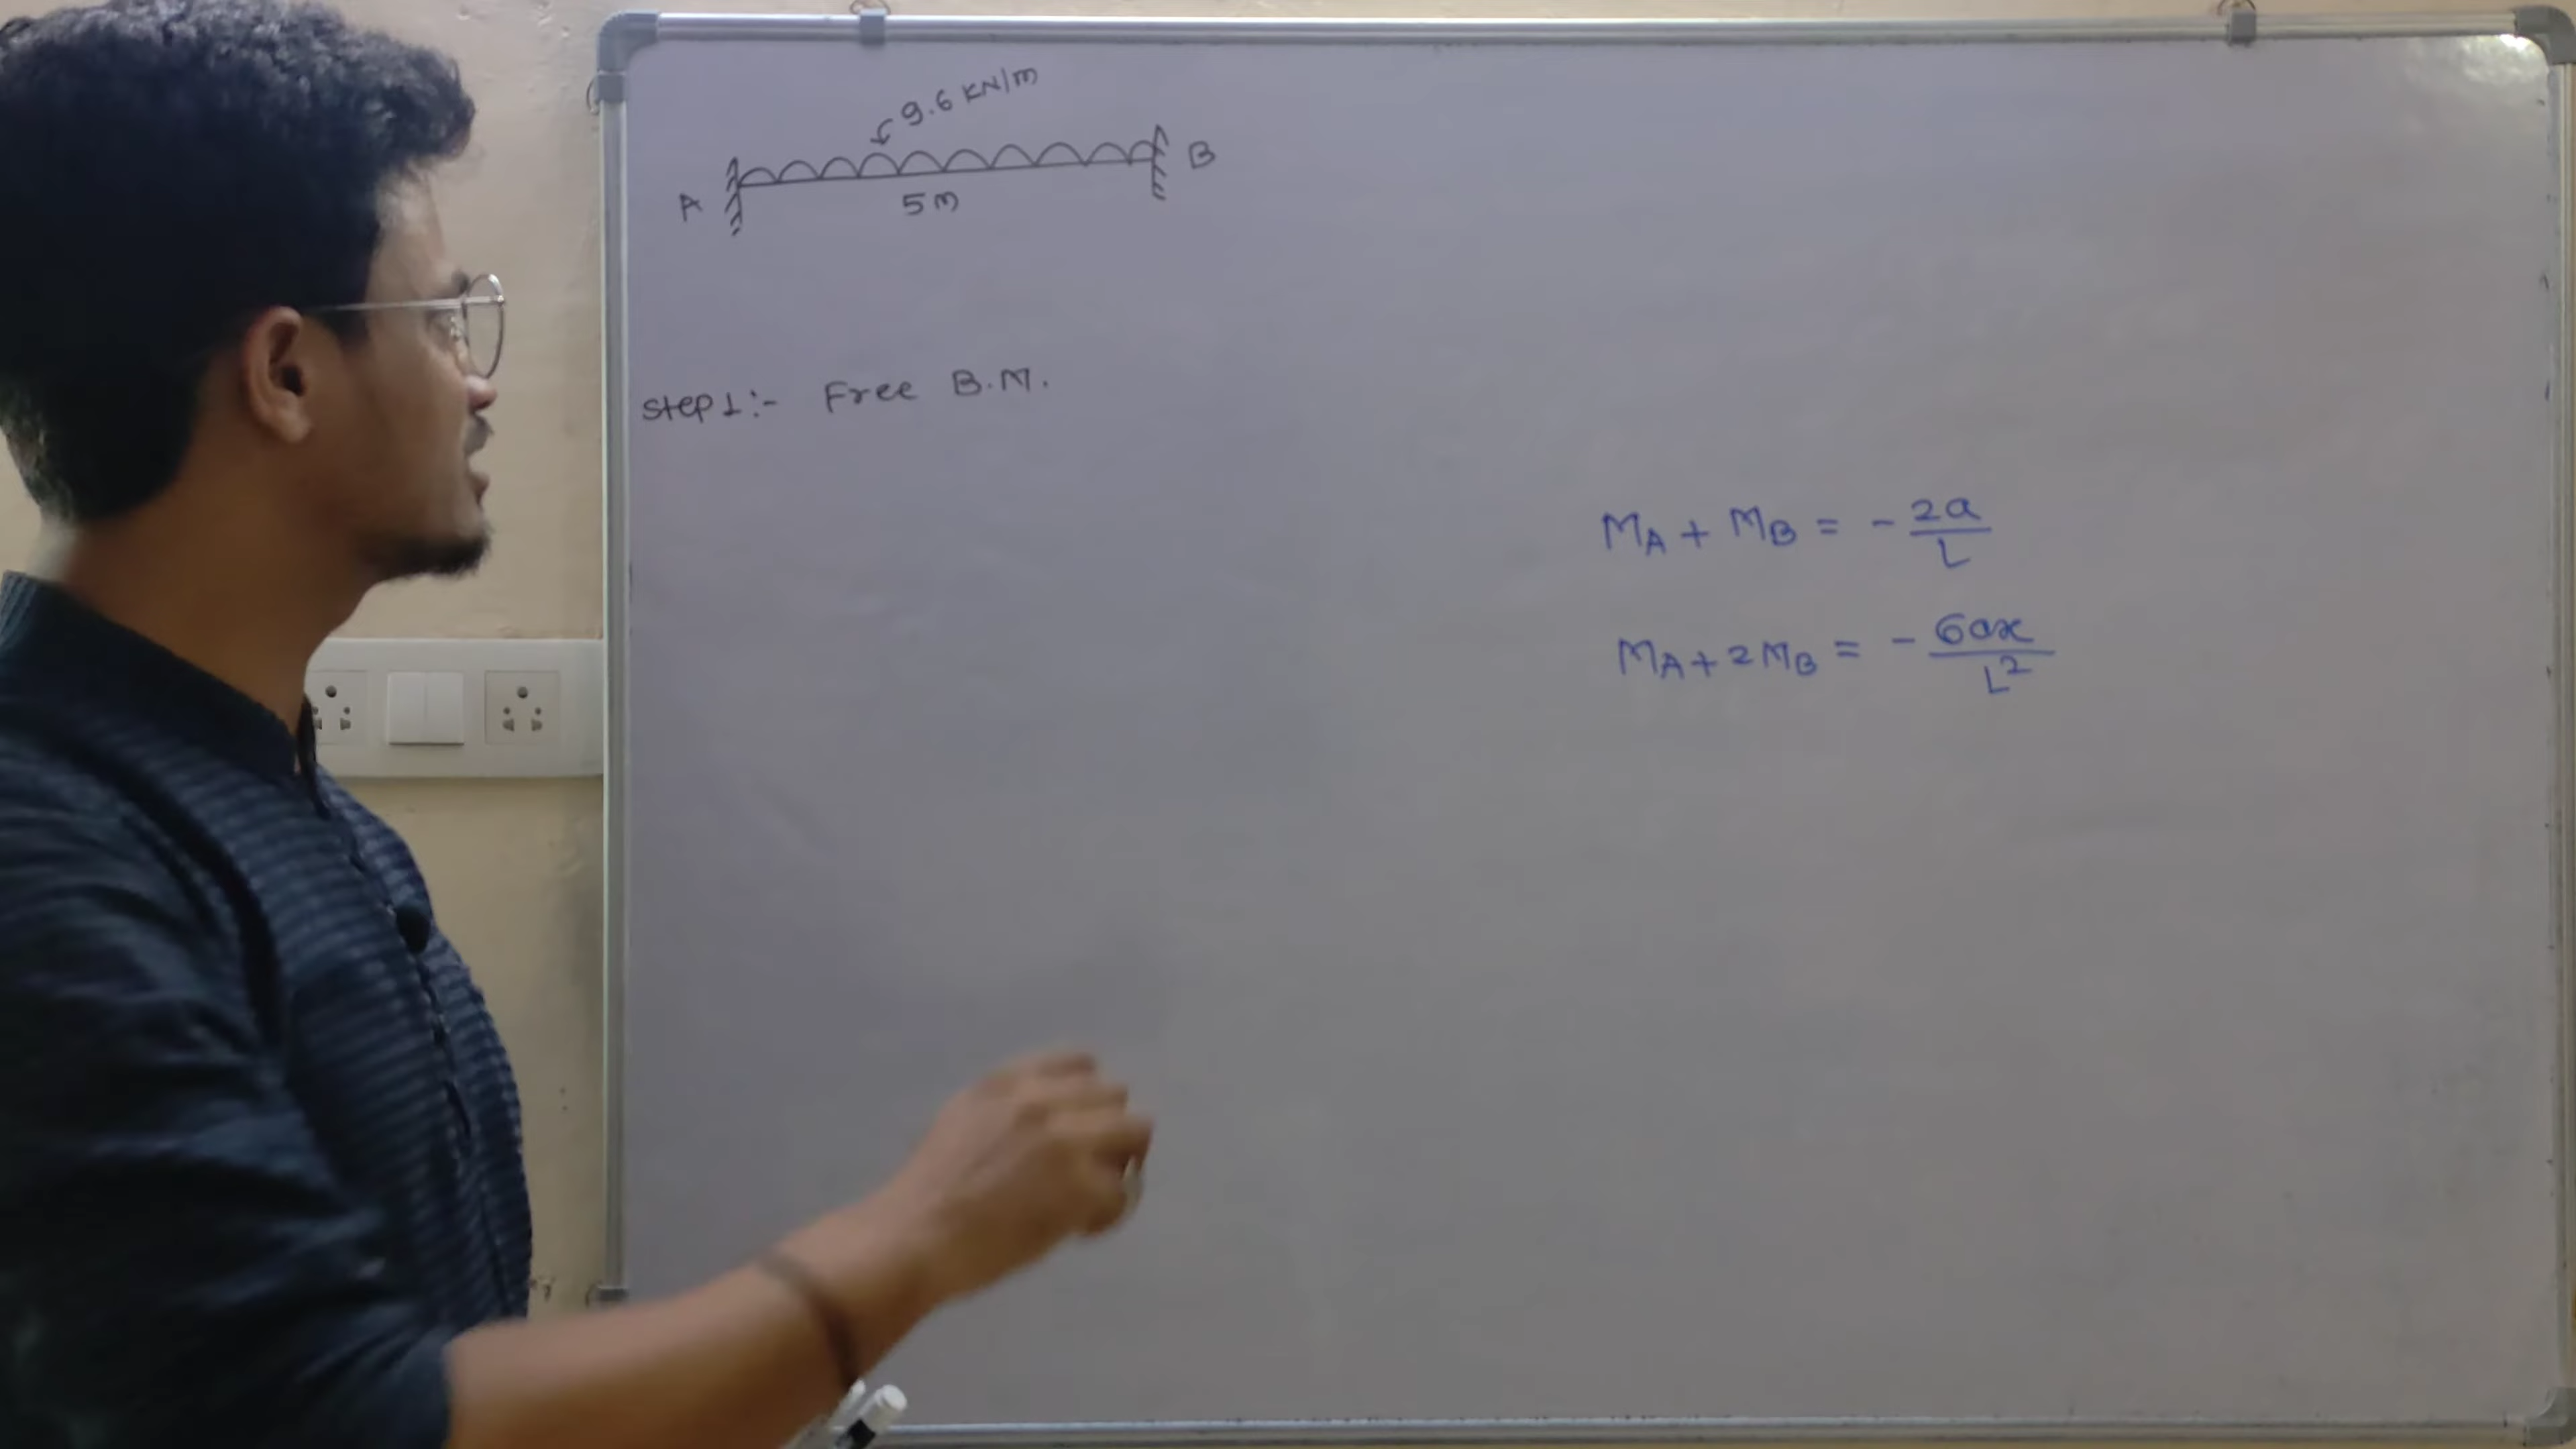 9.6 KN/m
A
B
5m
Step 1:- Free B.M.
MA + MB = - 2a/L
MA + 2MB = - 6ax/L²